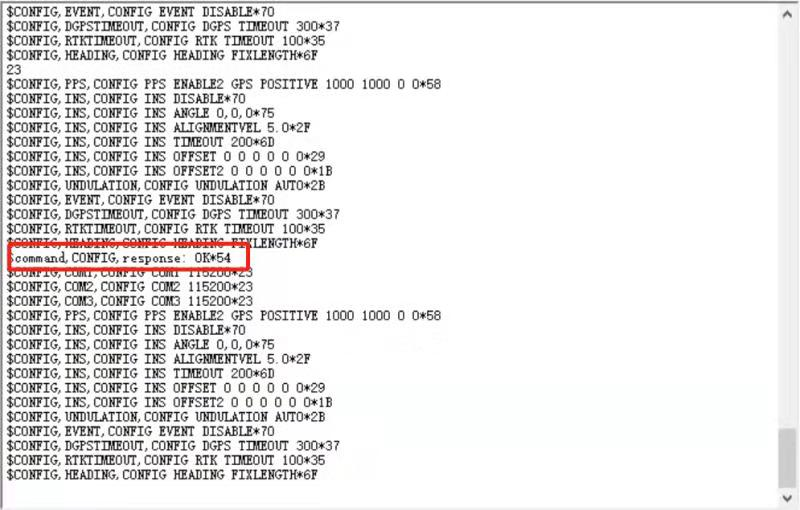 $CONFIG,EVENT,CONFIG EVENT DISABLE*70
$CONFIG,DGPSTIMEOUT,CONFIG DGPS TIMEOUT 300*37
$CONFIG,RTKTIMEOUT,CONFIG RTK TIMEOUT 100*35
$CONFIG,HEADING,CONFIG HEADING FIXLENGTH*6F
23
$CONFIG,PPS,CONFIG PPS ENABLE2 GPS POSITIVE 1000 1000 0 0*58
$CONFIG,INS,CONFIG INS DISABLE*70
$CONFIG,INS,CONFIG INS ANGLE 0,0,0*75
$CONFIG,INS,CONFIG INS ALIGNMENTVEL 5.0*2F
$CONFIG,INS,CONFIG INS TIMEOUT 200*6D
$CONFIG,INS,CONFIG INS OFFSET 0 0 0 0 0 0*29
$CONFIG,INS,CONFIG INS OFFSET2 0 0 0 0 0 0*1B
$CONFIG,UNDULATION,CONFIG UNDULATION AUTO*2B
$CONFIG,EVENT,CONFIG EVENT DISABLE*70
$CONFIG,DGPSTIMEOUT,CONFIG DGPS TIMEOUT 300*37
$CONFIG,RTKTIMEOUT,CONFIG RTK TIMEOUT 100*35
$CONFIG,HEADING,CONFIG HEADING FIXLENGTH*6F
$command,CONFIG,response: OK*54
$CONFIG,COM1,CONFIG COM1 115200*23
$CONFIG,COM2,CONFIG COM2 115200*23
$CONFIG,COM3,CONFIG COM3 115200*23
$CONFIG,PPS,CONFIG PPS ENABLE2 GPS POSITIVE 1000 1000 0 0*58
$CONFIG,INS,CONFIG INS DISABLE*70
$CONFIG,INS,CONFIG INS ANGLE 0,0,0*75
$CONFIG,INS,CONFIG INS ALIGNMENTVEL 5.0*2F
$CONFIG,INS,CONFIG INS TIMEOUT 200*6D
$CONFIG,INS,CONFIG INS OFFSET 0 0 0 0 0 0*29
$CONFIG,INS,CONFIG INS OFFSET2 0 0 0 0 0 0*1B
$CONFIG,UNDULATION,CONFIG UNDULATION AUTO*2B
$CONFIG,EVENT,CONFIG EVENT DISABLE*70
$CONFIG,DGPSTIMEOUT,CONFIG DGPS TIMEOUT 300*37
$CONFIG,RTKTIMEOUT,CONFIG RTK TIMEOUT 100*35
$CONFIG,HEADING,CONFIG HEADING FIXLENGTH*6F